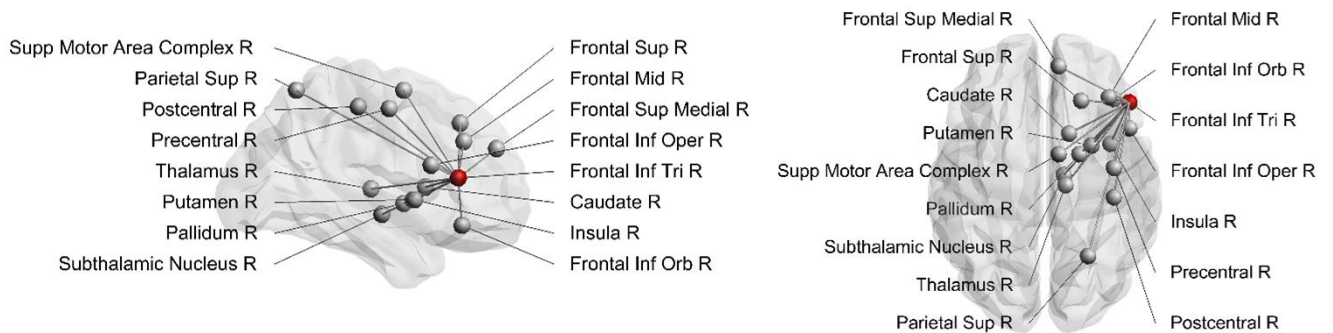 Supp Motor Area Complex R
Parietal Sup R
Postcentral R
Precentral R
Thalamus R
Putamen R
Pallidum R
Subthalamic Nucleus R
Frontal Sup R
Frontal Mid R
Frontal Sup Medial R
Frontal Inf Oper R
Frontal Inf Tri R
Caudate R
Insula R
Frontal Inf Orb R
Frontal Sup Medial R
Frontal Sup R
Caudate R
Putamen R
Supp Motor Area Complex R
Pallidum R
Subthalamic Nucleus R
Thalamus R
Parietal Sup R
Frontal Mid R
Frontal Inf Orb R
Frontal Inf Tri R
Frontal Inf Oper R
Insula R
Precentral R
Postcentral R